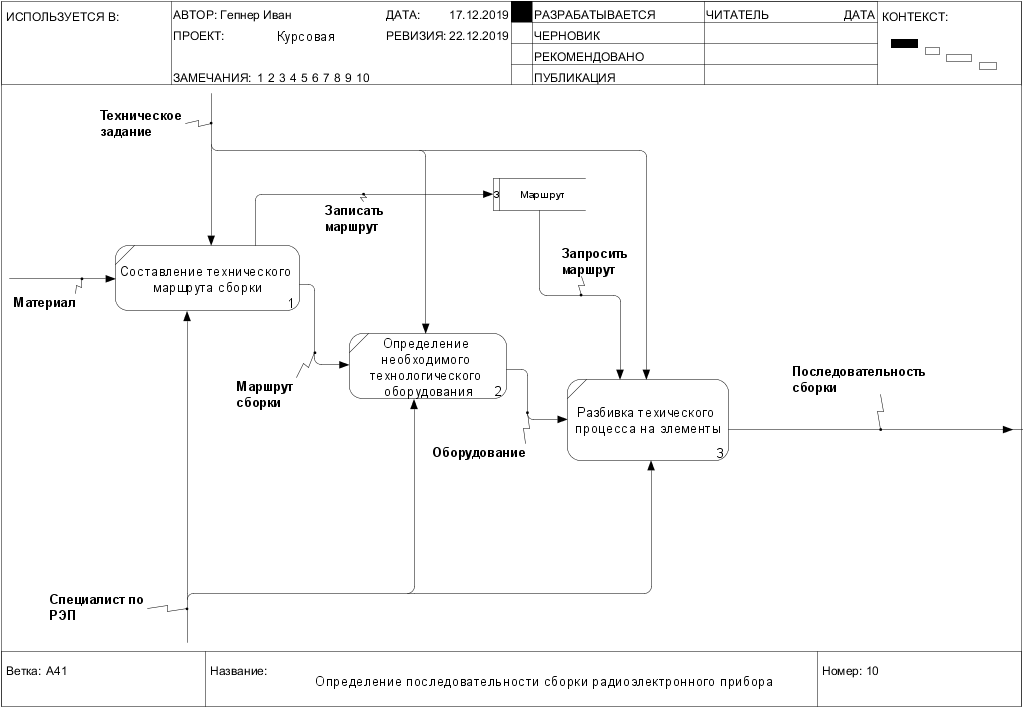 ИСПОЛЬЗУЕТСЯ В:
АВТОР: Гепнер Иван
ДАТА: 17.12.2019
ПРОЕКТ: Курсовая
РЕВИЗИЯ: 22.12.2019
ЗАМЕЧАНИЯ: 1 2 3 4 5 6 7 8 9 10
РАЗРАБАТЫВАЕТСЯ
ЧЕРНОВИК
РЕКОМЕНДОВАНО
ПУБЛИКАЦИЯ
ЧИТАТЕЛЬ ДАТА
КОНТЕКСТ:
Техническое
задание
Записать
маршрут
3 Маршрут
Запросить
маршрут
Составление технического
маршрута сборки
1
Материал
Маршрут
сборки
Определение
необходимого
технологического
оборудования
2
Оборудование
Разбивка техического
процесса на элементы
3
Последовательность
сборки
Специалист по
РЭП
Ветка: A41
Название:
Определение последовательности сборки радиоэлектронного прибора
Номер: 10